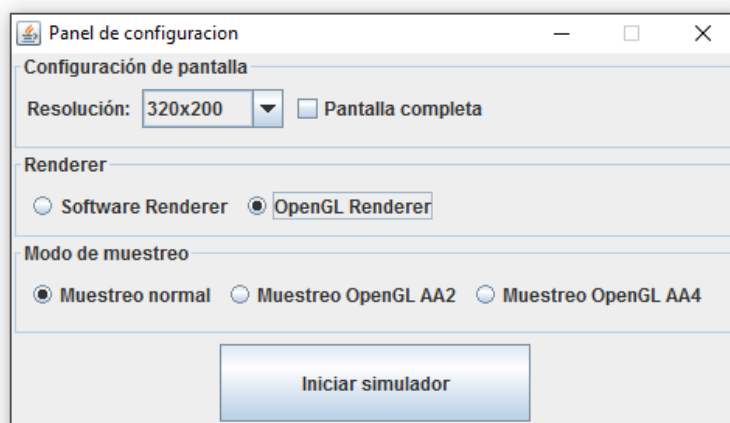 Panel de configuracion
Configuración de pantalla
Resolución: 320x200 Pantalla completa
Renderer
Software Renderer OpenGL Renderer
Modo de muestreo
Muestreo normal Muestreo OpenGL AA2 Muestreo OpenGL AA4
Iniciar simulador